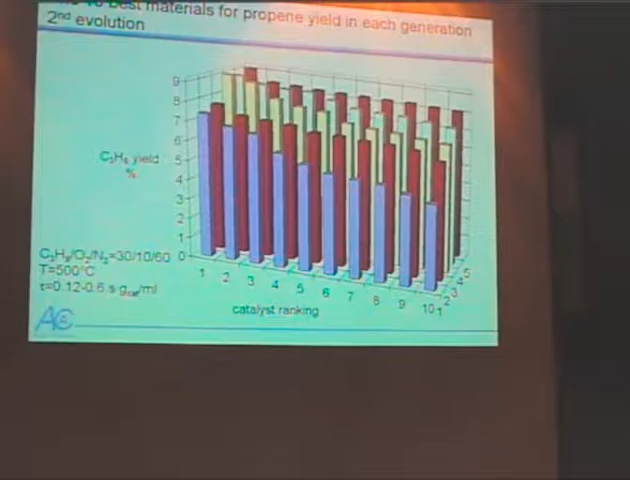 10 best materials for propene yield in each generation
2nd evolution
9
8
7
6
5
4
3
2
1
0
C3H6 yield
%
C3H8/O2/N2=30/10/60
T=500°C
τ=0.12-0.6 s gcat/ml
1 2 3 4 5 6 7 8 9 10
1 2 3 4 5
catalyst ranking